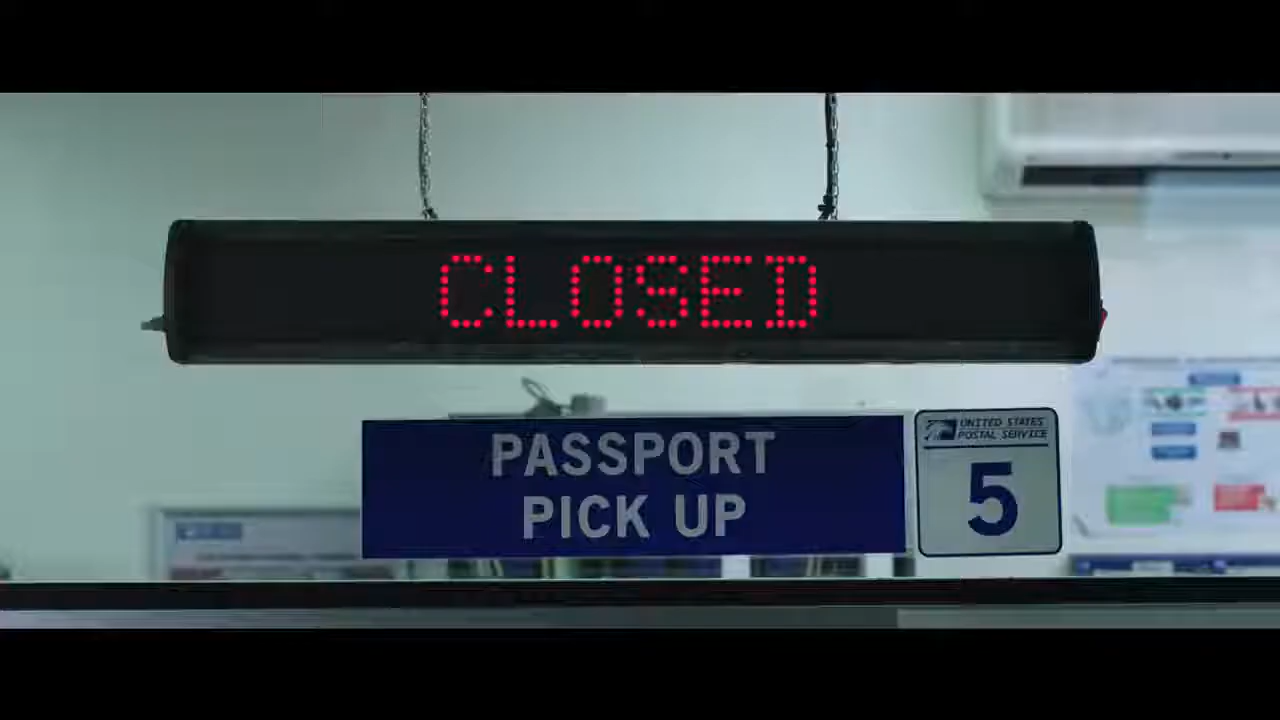 CLOSED
PASSPORT
PICK UP
UNITED STATES
POSTAL SERVICE
5